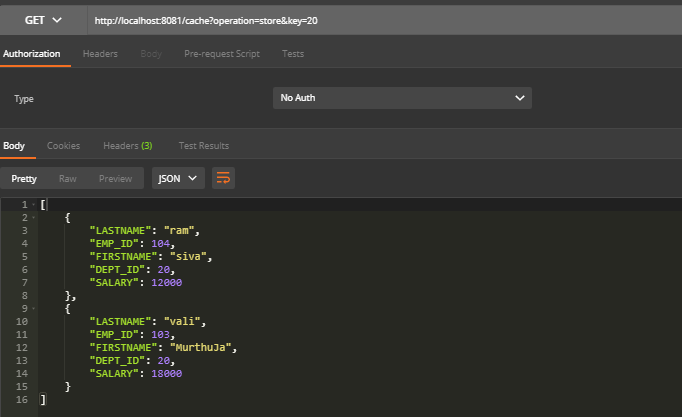 GET http://localhost:8081/cache?operation=store&key=20
Authorization Headers Body Pre-request Script Tests
Type No Auth
Body Cookies Headers (3) Test Results
Pretty Raw Preview JSON
1 [
2 {
3 "LASTNAME": "ram",
4 "EMP_ID": 104,
5 "FIRSTNAME": "siva",
6 "DEPT_ID": 20,
7 "SALARY": 12000
8 },
9 {
10 "LASTNAME": "vali",
11 "EMP_ID": 103,
12 "FIRSTNAME": "MurthuJa",
13 "DEPT_ID": 20,
14 "SALARY": 18000
15 }
16 ]